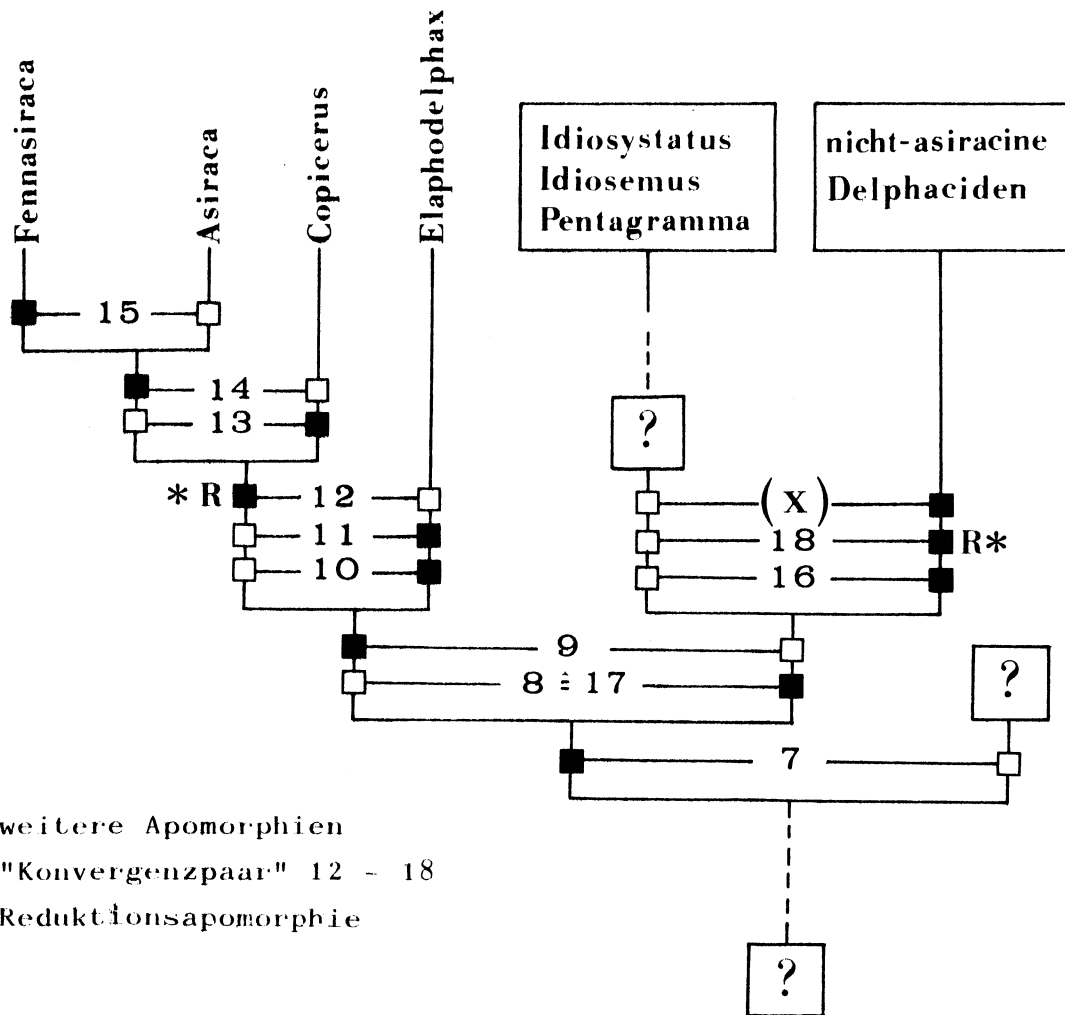 Fennasiraca
Asiraca
Copicerus
Elaphodelphax
Idiosystatus
Idiosemus
Pentagramma
nicht-asiracine
Delphaciden
15
14
13
?
* R 12
11
10
(x)
18 R*
16
9
8 ≙ 17
?
7
weitere Apomorphien
"Konvergenzpaar" 12 - 18
Reduktionsapomorphie
?